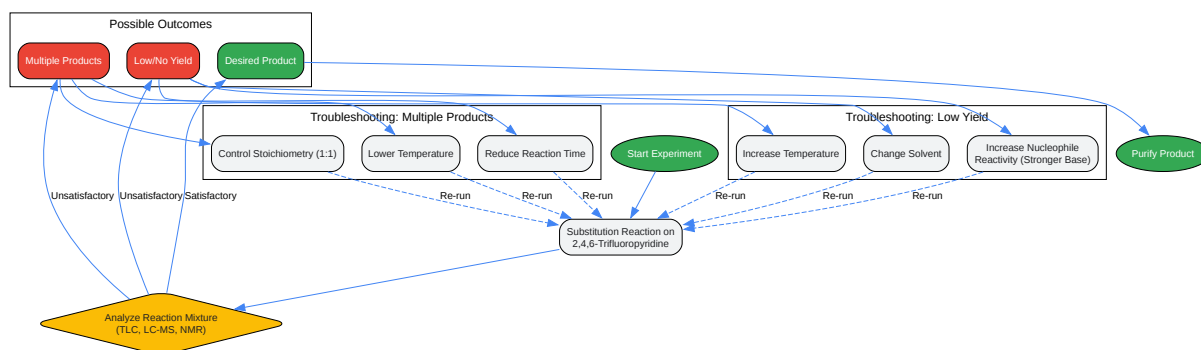 Possible Outcomes
Multiple Products
Low/No Yield
Desired Product
Troubleshooting: Multiple Products
Troubleshooting: Low Yield
Control Stoichiometry (1:1)
Lower Temperature
Reduce Reaction Time
Start Experiment
Increase Temperature
Change Solvent
Increase Nucleophile
Reactivity (Stronger Base)
Purify Product
Unsatisfactory
Unsatisfactory
Satisfactory
Re-run
Re-run
Re-run
Re-run
Re-run
Re-run
Substitution Reaction on
2,4,6-Trifluoropyridine
Analyze Reaction Mixture
(TLC, LC-MS, NMR)